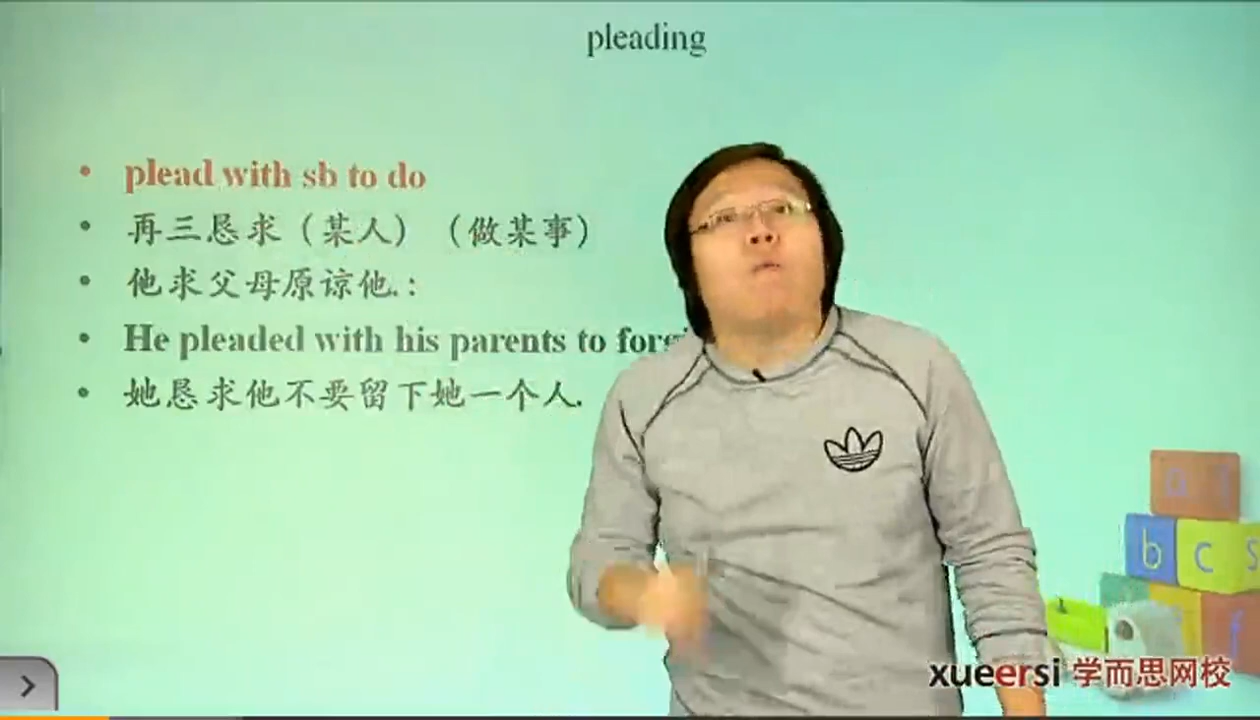 pleading
• plead with sb to do
• 再三恳求（某人）（做某事）
• 他求父母原谅他.：
• He pleaded with his parents to forgi
• 她恳求他不要留下她一个人.
b c s
xueersi 学而思网校